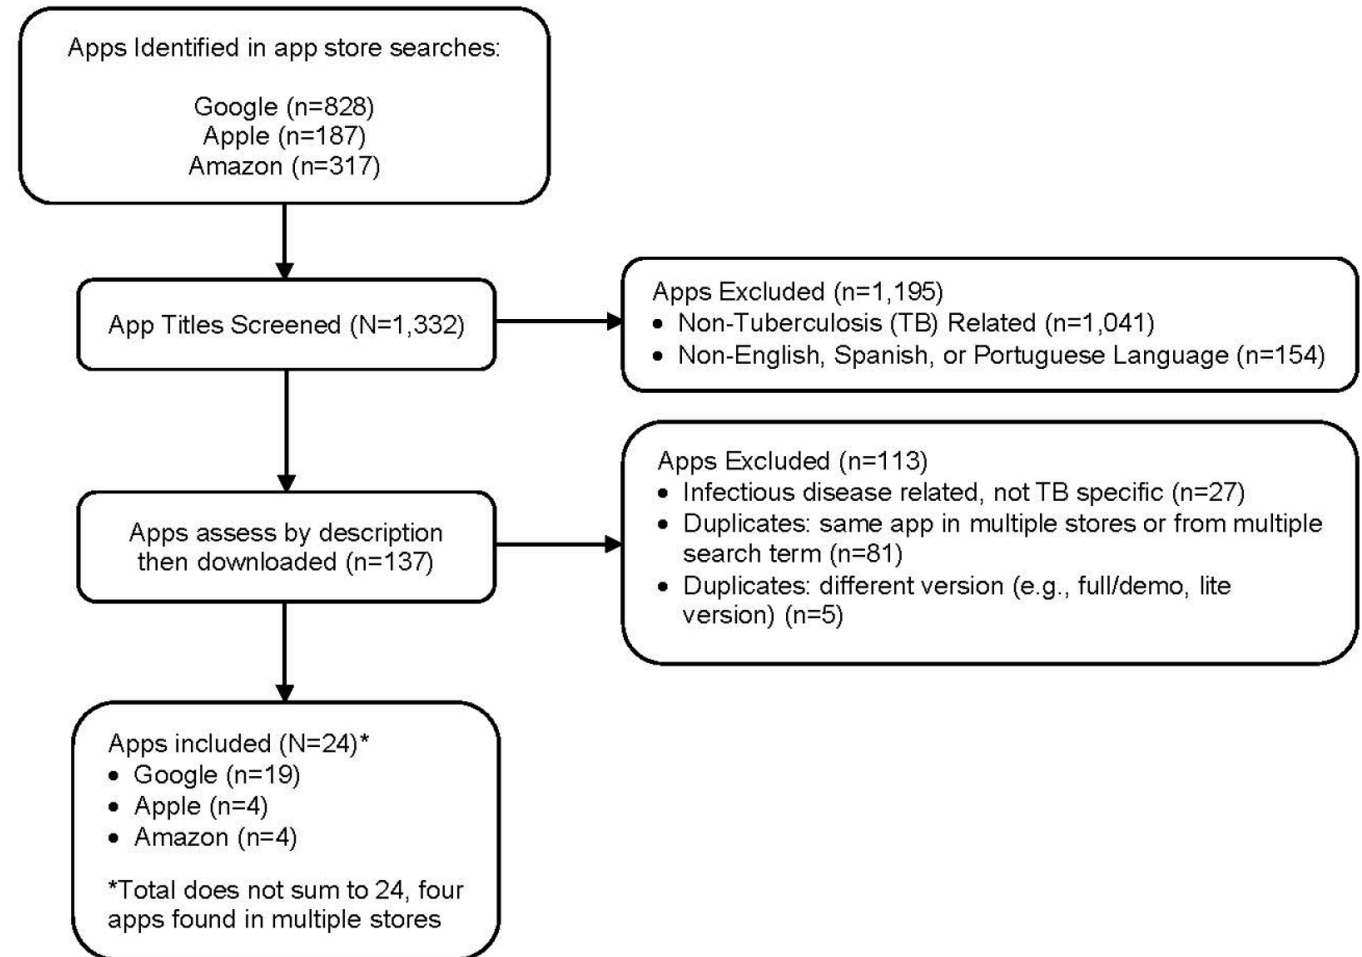 Apps Identified in app store searches:
Google (n=828)
Apple (n=187)
Amazon (n=317)
App Titles Screened (N=1,332)
Apps Excluded (n=1,195)
• Non-Tuberculosis (TB) Related (n=1,041)
• Non-English, Spanish, or Portuguese Language (n=154)
Apps assess by description
then downloaded (n=137)
Apps Excluded (n=113)
• Infectious disease related, not TB specific (n=27)
• Duplicates: same app in multiple stores or from multiple
search term (n=81)
• Duplicates: different version (e.g., full/demo, lite
version) (n=5)
Apps included (N=24)*
• Google (n=19)
• Apple (n=4)
• Amazon (n=4)
*Total does not sum to 24, four
apps found in multiple stores